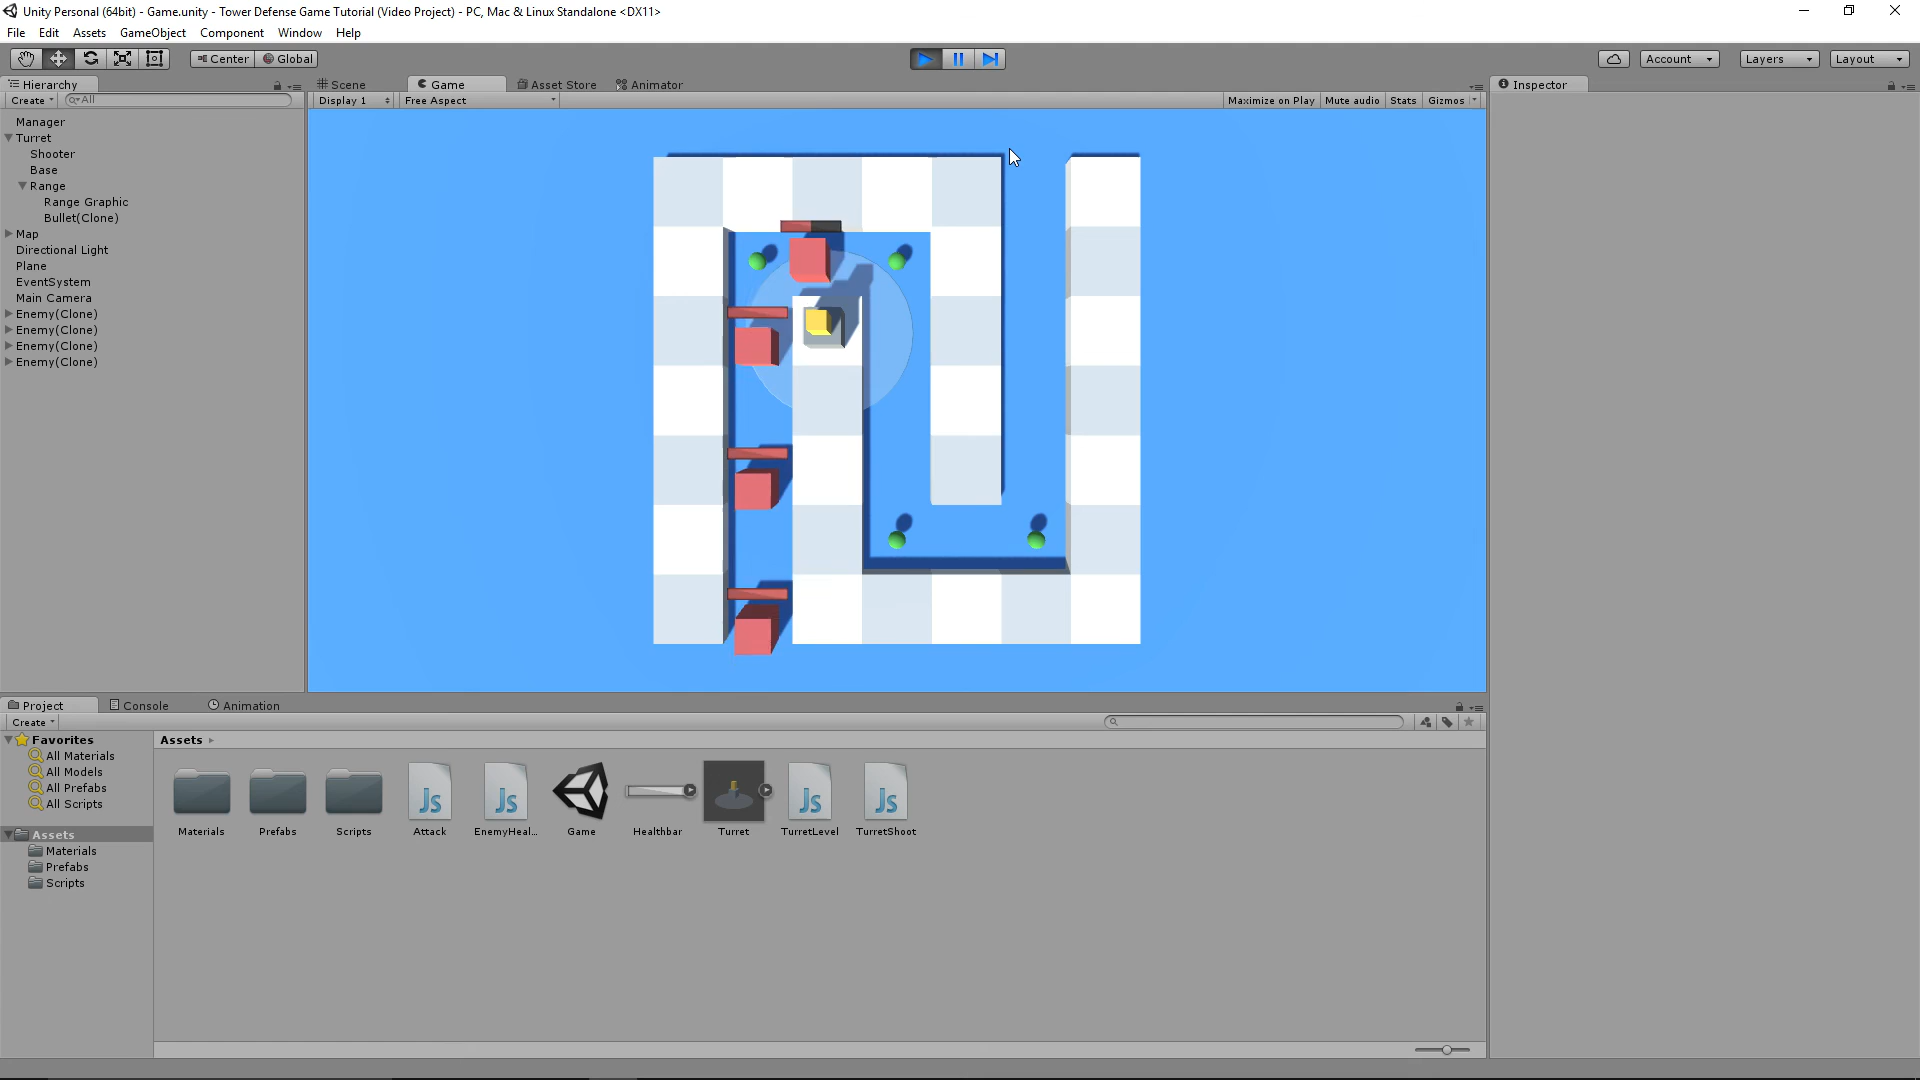 Unity Personal (64bit) - Game.unity - Tower Defense Game Tutorial (Video Project) - PC, Mac & Linux Standalone <DX11>
File Edit Assets GameObject Component Window Help
Center Global Account Layers Layout
Hierarchy Scene Game Asset Store Animator Inspector
Create All Display 1 Free Aspect Maximize on Play Mute audio Stats Gizmos
Manager
Turret
Shooter
Base
Range
Range Graphic
Bullet(Clone)
Map
Directional Light
Plane
EventSystem
Main Camera
Enemy(Clone)
Enemy(Clone)
Enemy(Clone)
Enemy(Clone)
Project Console Animation
Create
Favorites
All Materials
All Models
All Prefabs
All Scripts
Assets
Materials
Prefabs
Scripts
Assets
Js Js Js Js
Materials Prefabs Scripts Attack EnemyHeal... Game Healthbar Turret TurretLevel TurretShoot